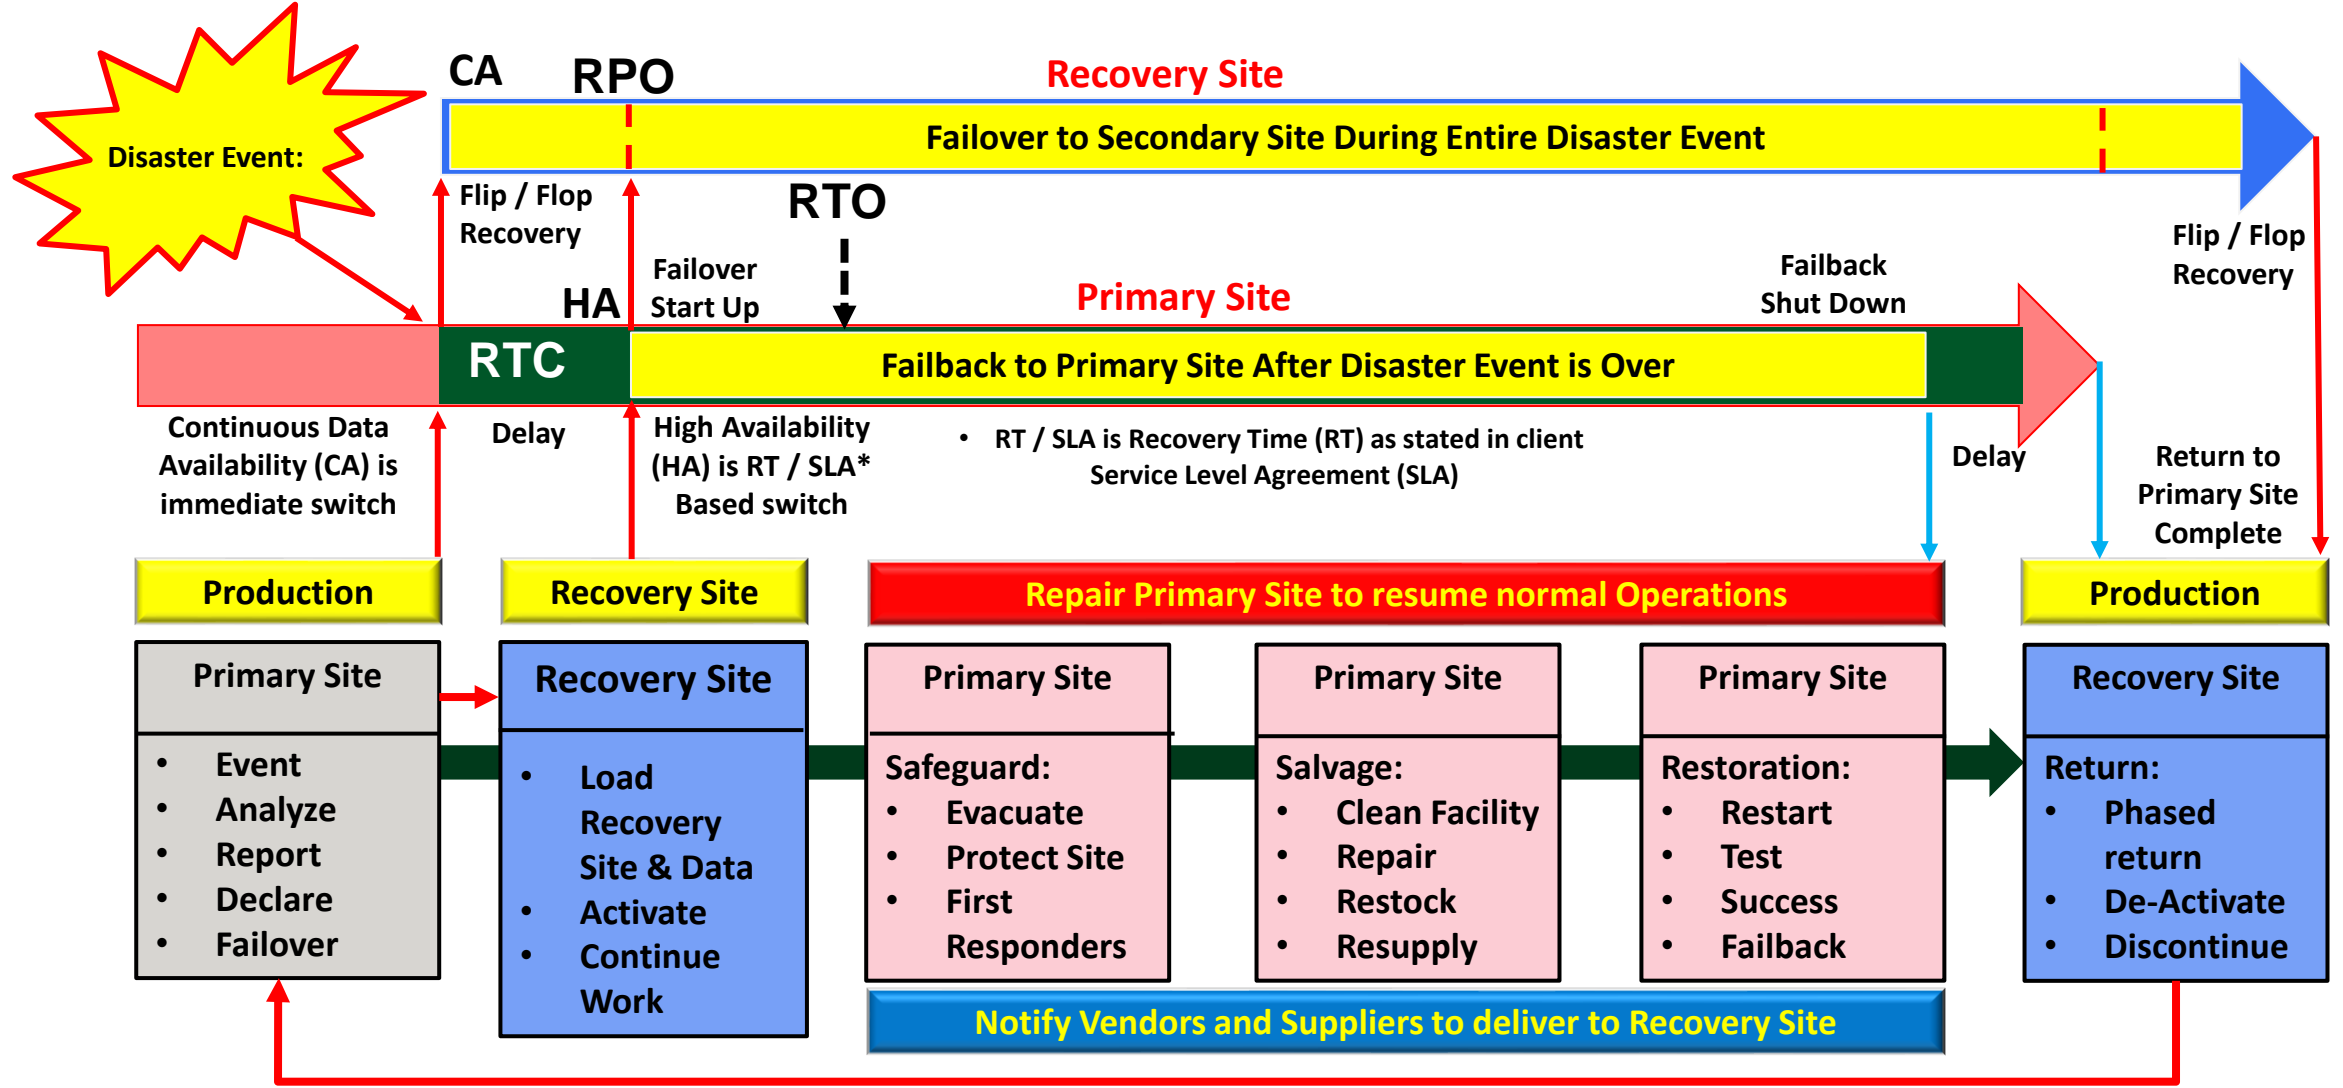 CA
RPO
Recovery Site
Disaster Event:
Failover to Secondary Site During Entire Disaster Event
Flip / Flop
Recovery
RTO
Flip / Flop
Recovery
HA
Failover
Start Up
Primary Site
Failback
Shut Down
RTC
Failback to Primary Site After Disaster Event is Over
Continuous Data
Availability (CA) is
immediate switch
Delay
High Availability
(HA) is RT / SLA*
Based switch
• RT / SLA is Recovery Time (RT) as stated in client
Service Level Agreement (SLA)
Delay
Return to
Primary Site
Complete
Production
Recovery Site
Repair Primary Site to resume normal Operations
Production
Primary Site
• Event
• Analyze
• Report
• Declare
• Failover
Recovery Site
• Load
Recovery
Site & Data
• Activate
• Continue
Work
Primary Site
Safeguard:
• Evacuate
• Protect Site
• First
Responders
Primary Site
Salvage:
• Clean Facility
• Repair
• Restock
• Resupply
Primary Site
Restoration:
• Restart
• Test
• Success
• Failback
Recovery Site
Return:
• Phased
return
• De-Activate
• Discontinue
Notify Vendors and Suppliers to deliver to Recovery Site